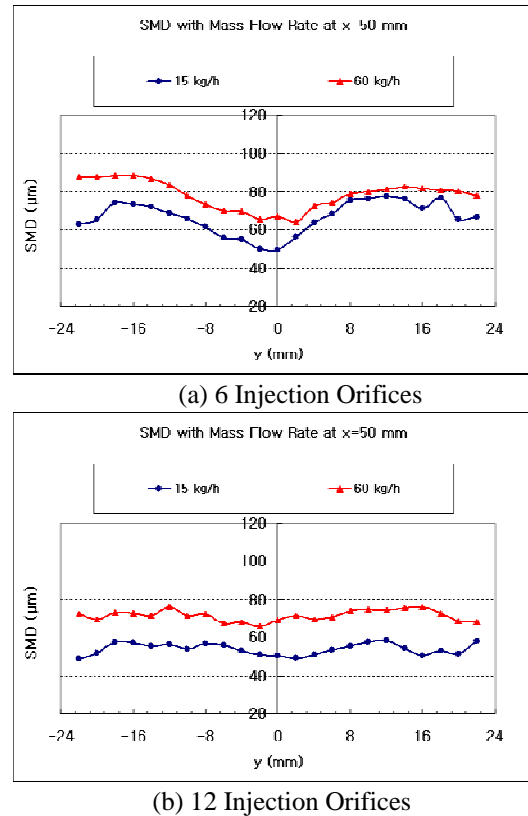 SMD with Mass Flow Rate at x 50 mm
15 kg/h 60 kg/h
120
100
80
60
40
20
SMD (μm)
-24 -16 -8 0 8 16 24
y (mm)
(a) 6 Injection Orifices
SMD with Mass Flow Rate at x=50 mm
15 kg/h 60 kg/h
120
100
80
60
40
20
SMD (μm)
-24 -16 -8 0 8 16 24
y (mm)
(b) 12 Injection Orifices